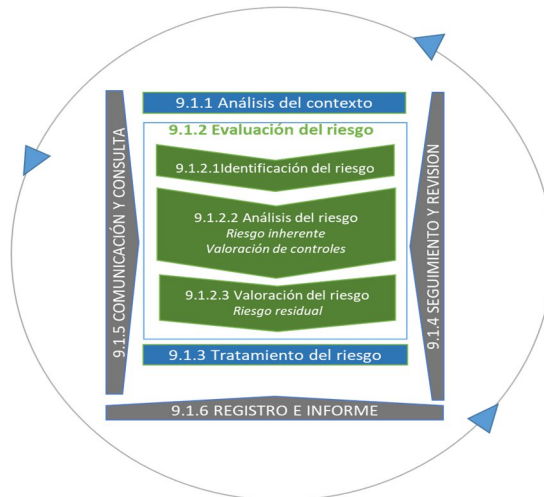 9.1.1 Análisis del contexto
9.1.2 Evaluación del riesgo
9.1.2.1Identificación del riesgo
9.1.2.2 Análisis del riesgo
Riesgo inherente
Valoración de controles
9.1.2.3 Valoración del riesgo
Riesgo residual
9.1.3 Tratamiento del riesgo
9.1.5 COMUNICACIÓN Y CONSULTA
9.1.4 SEGUIMIENTO Y REVISION
9.1.6 REGISTRO E INFORME